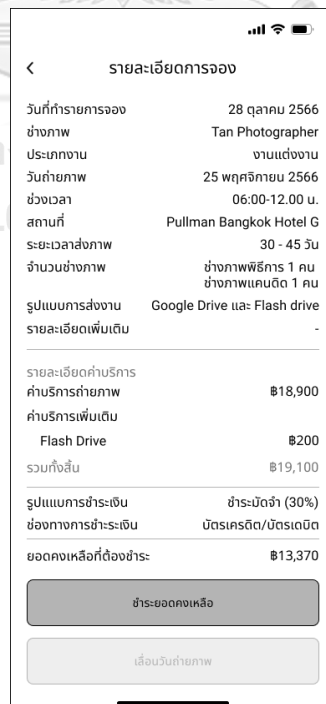 รายละเอียดการจอง
วันที่ทำรายการจอง 28 ตุลาคม 2566
ช่างภาพ Tan Photographer
ประเภทงาน งานแต่งงาน
วันถ่ายภาพ 25 พฤศจิกายน 2566
ช่วงเวลา 06:00-12.00 น.
สถานที่ Pullman Bangkok Hotel G
ระยะเวลาส่งภาพ 30 - 45 วัน
จำนวนช่างภาพ ช่างภาพพิธีการ 1 คน
ช่างภาพแคนดิต 1 คน
รูปแบบการส่งงาน Google Drive และ Flash drive
รายละเอียดเพิ่มเติม -
รายละเอียดค่าบริการ
ค่าบริการถ่ายภาพ ฿18,900
ค่าบริการเพิ่มเติม
Flash Drive ฿200
รวมทั้งสิ้น ฿19,100
รูปแแบการชำระเงิน ชำระมัดจำ (30%)
ช่องทางการชำะระเงิน บัตรเครดิต/บัตรเดบิต
ยอดคงเหลือที่ต้องชำระ ฿13,370
ชำระยอดคงเหลือ
เลื่อนวันถ่ายภาพ